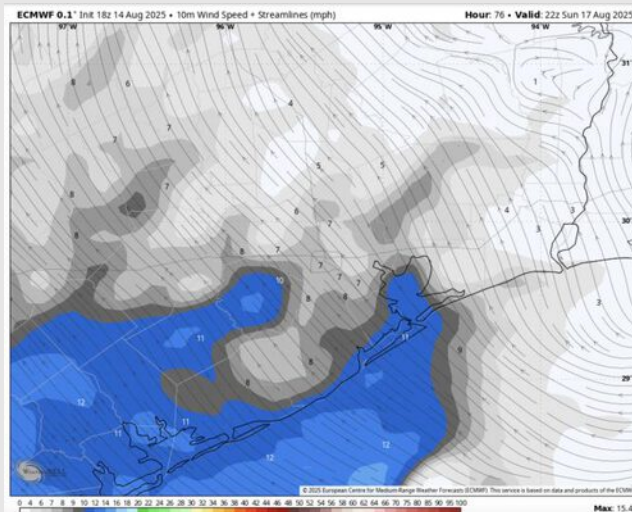 ECMWF 0.1° Init 18z 14 Aug 2025 • 10m Wind Speed + Streamlines (mph) Hour: 76 • Valid: 22z Sun 17 Aug 2025
97°W 96°W 95°W 94°W
31°
8 6 1
4
7 7
5 5
8 7
6 4 3
30°
7 3
8 8 7
7 7 7
10
8 8 3
11 11
9
8
29°
8
12
11 11
12
12
© 2025 European Centre for Medium-Range Weather Forecasts (ECMWF). This service is based on data and products of the ECMWF
0 4 6 7 8 9 10 12 14 16 18 20 22 24 26 28 30 32 34 36 38 40 42 44 46 48 50 52 54 56 58 60 65 70 75 80 85 90 95 100
Max: 15.4